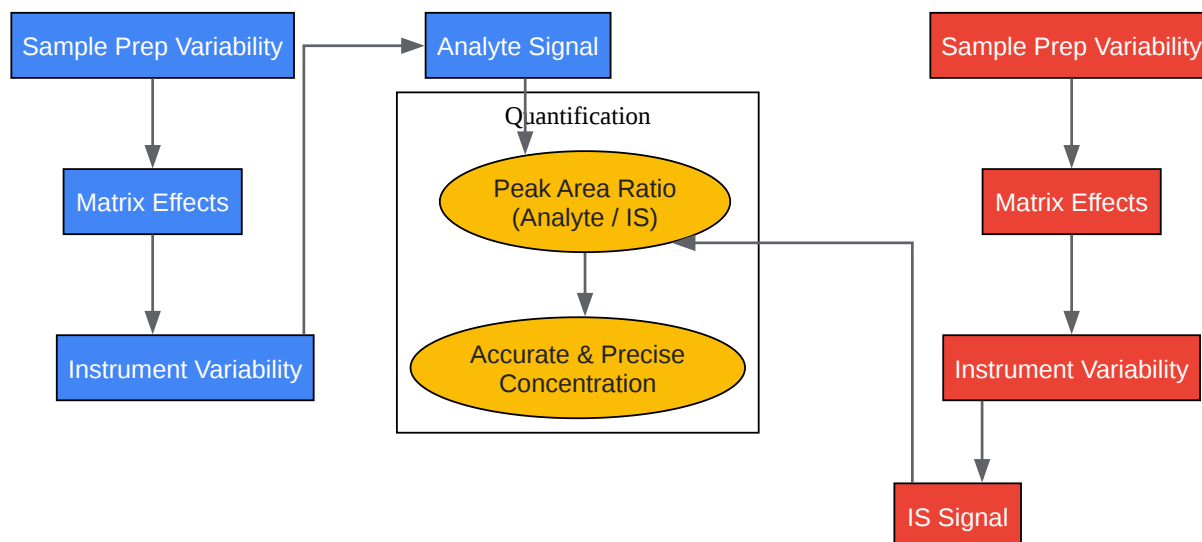 Sample Prep Variability
Analyte Signal
Sample Prep Variability
Quantification
Peak Area Ratio
(Analyte / IS)
Matrix Effects
Matrix Effects
Instrument Variability
Accurate & Precise
Concentration
Instrument Variability
IS Signal